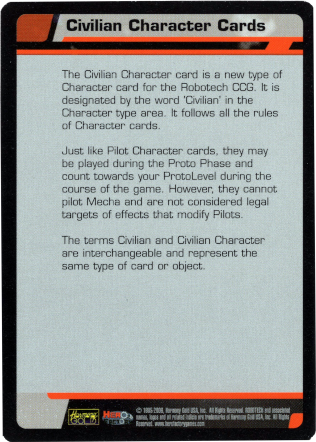 Civilian Character Cards
The Civilian Character card is a new type of
Character card for the Robotech CCG. It is
designated by the word 'Civilian' in the
Character type area. It follows all the rules
of Character cards.
Just like Pilot Character cards, they may
be played during the Proto Phase and
count towards your ProtoLevel during the
course of the game. However, they cannot
pilot Mecha and are not considered legal
targets of effects that modify Pilots.
The terms Civilian and Civilian Character
are interchangeable and represent the
same type of card or object.
Harmony
GOLD
HERO
© 1985-2008, Harmony Gold USA, Inc. All Rights Reserved. ROBOTECH and associated
names, logos and all related indicia are trademarks of Harmony Gold USA, Inc. All Rights
Reserved. www.herofactorygames.com